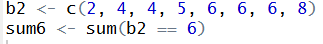 b2 <- c(2, 4, 4, 5, 6, 6, 6, 8)
sum6 <- sum(b2 == 6)